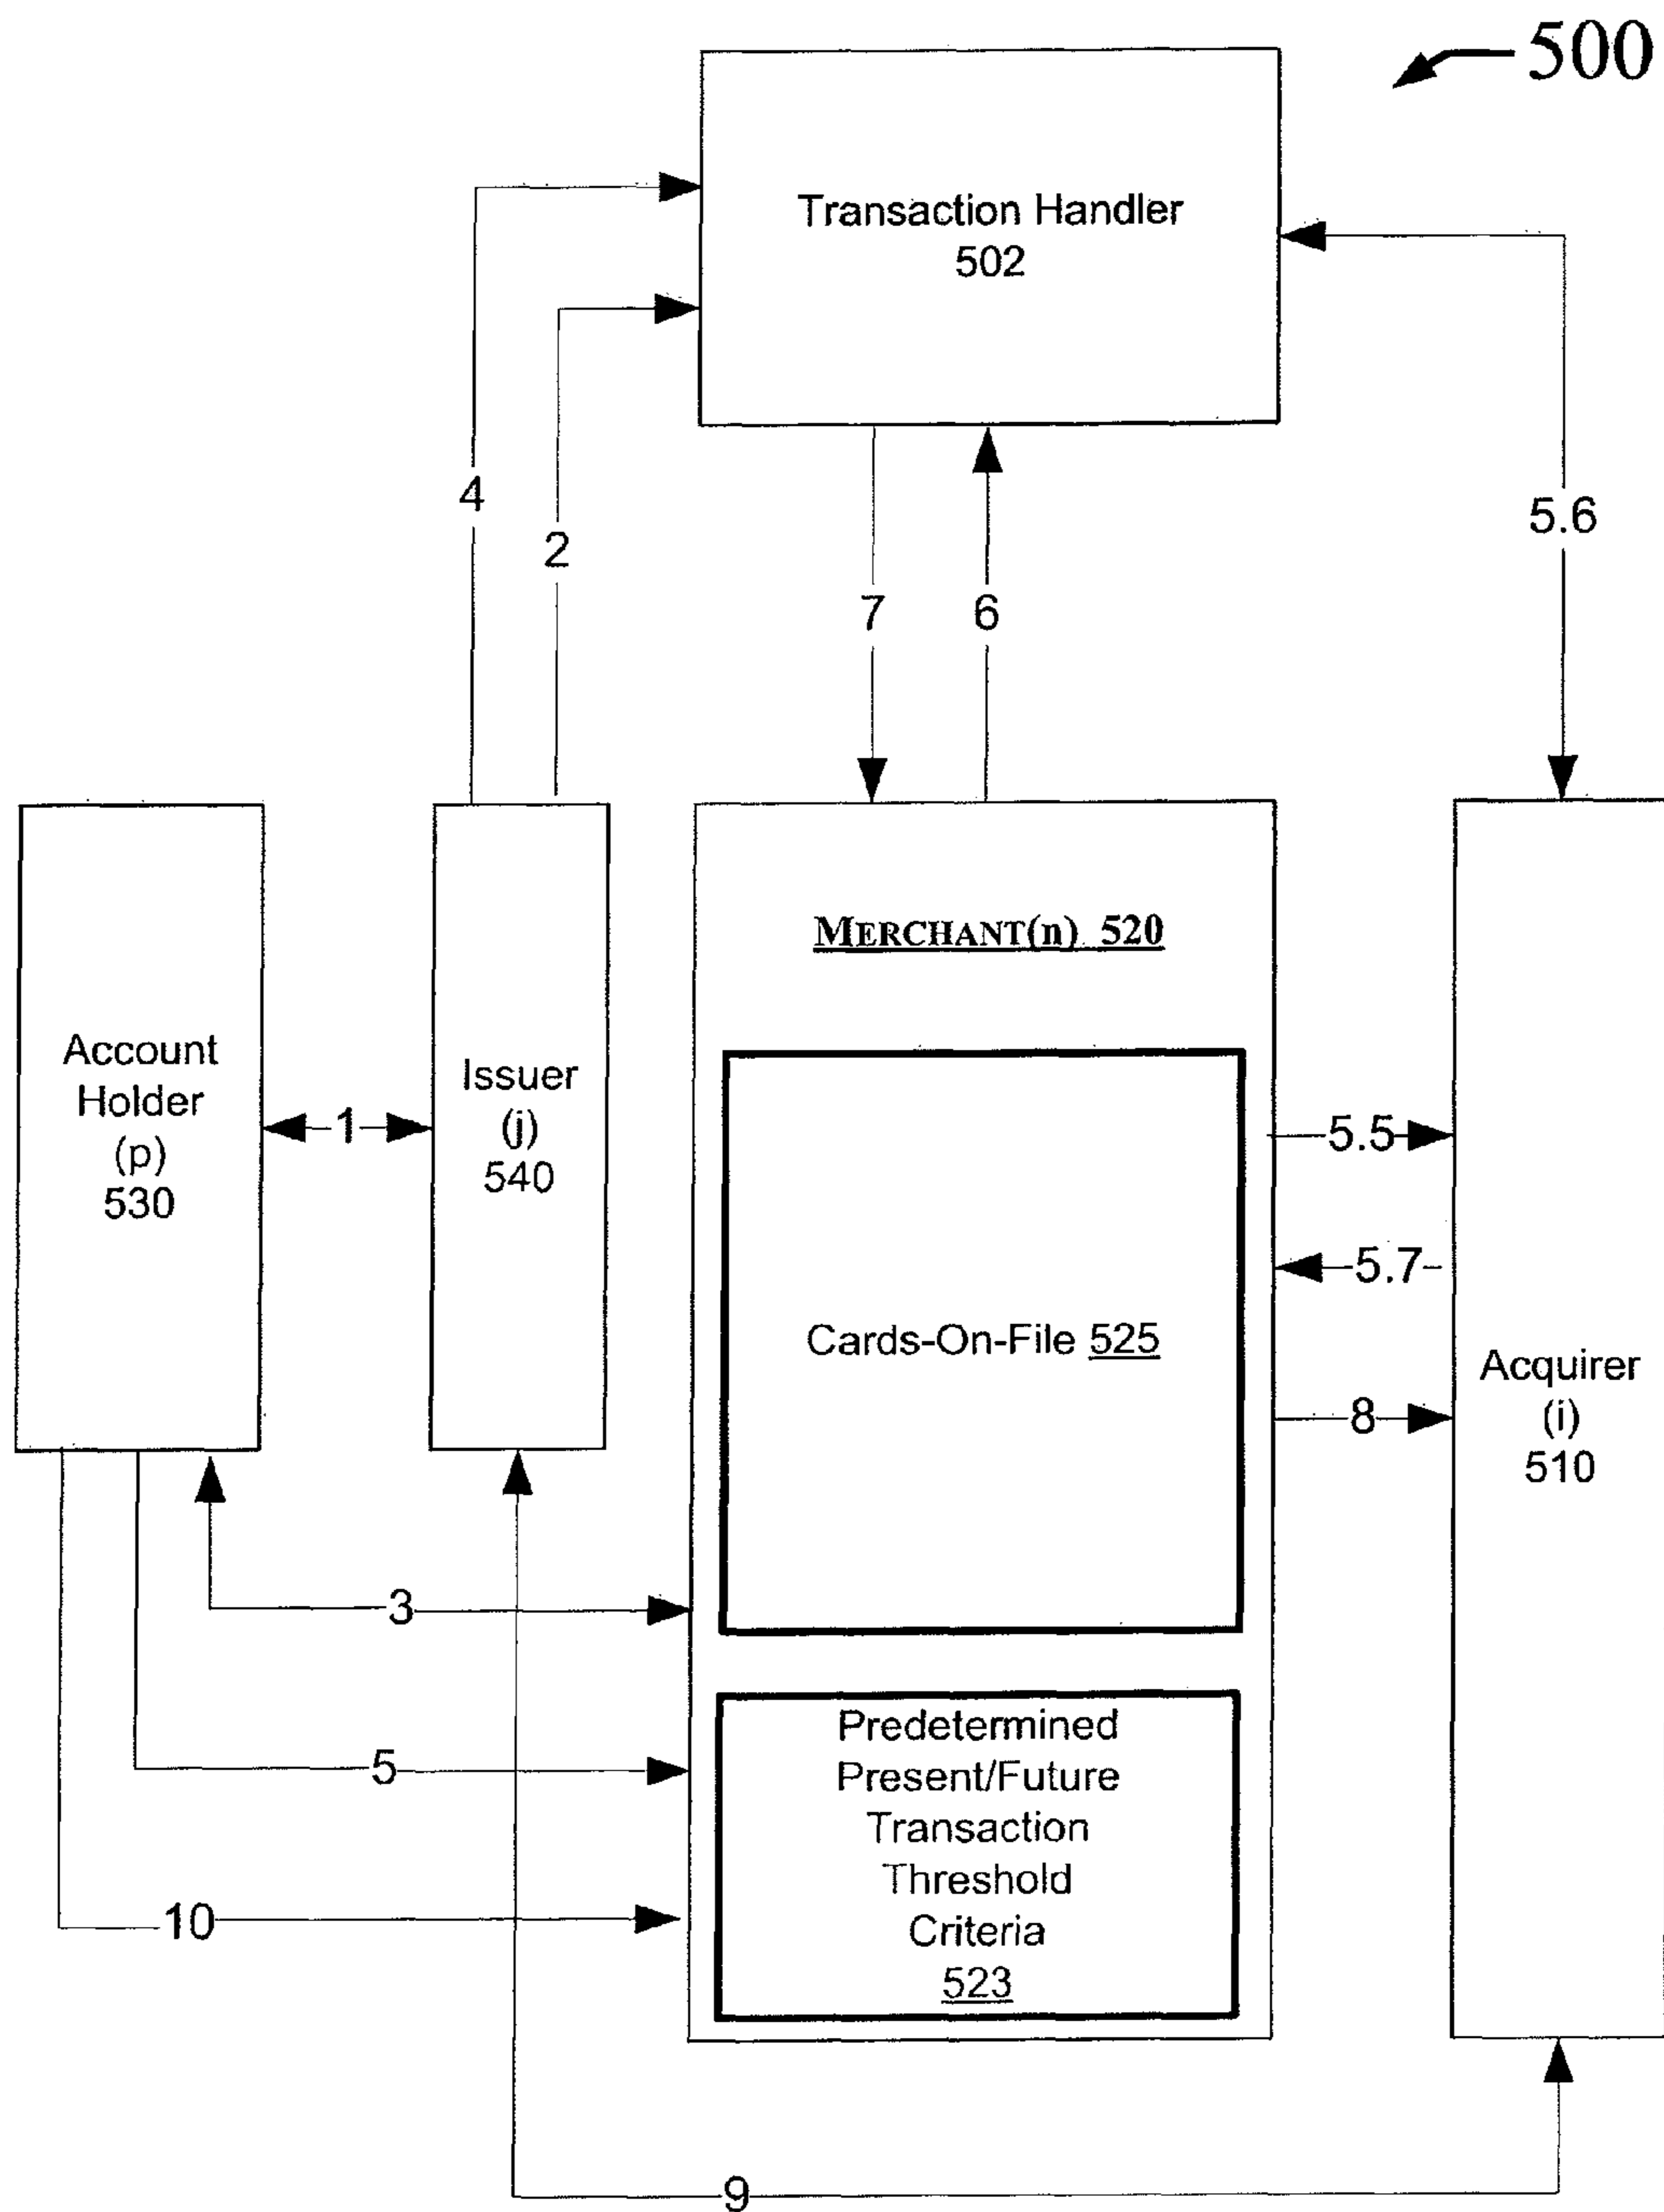 500
Transaction Handler
502
4
2
7
6
5.6
MERCHANT(n) 520
Account
Holder
(p)
530
1
Issuer
(j)
540
5.5
5.7
8
Cards-On-File 525
Acquirer
(i)
510
3
5
10
Predetermined
Present/Future
Transaction
Threshold
Criteria
523
9